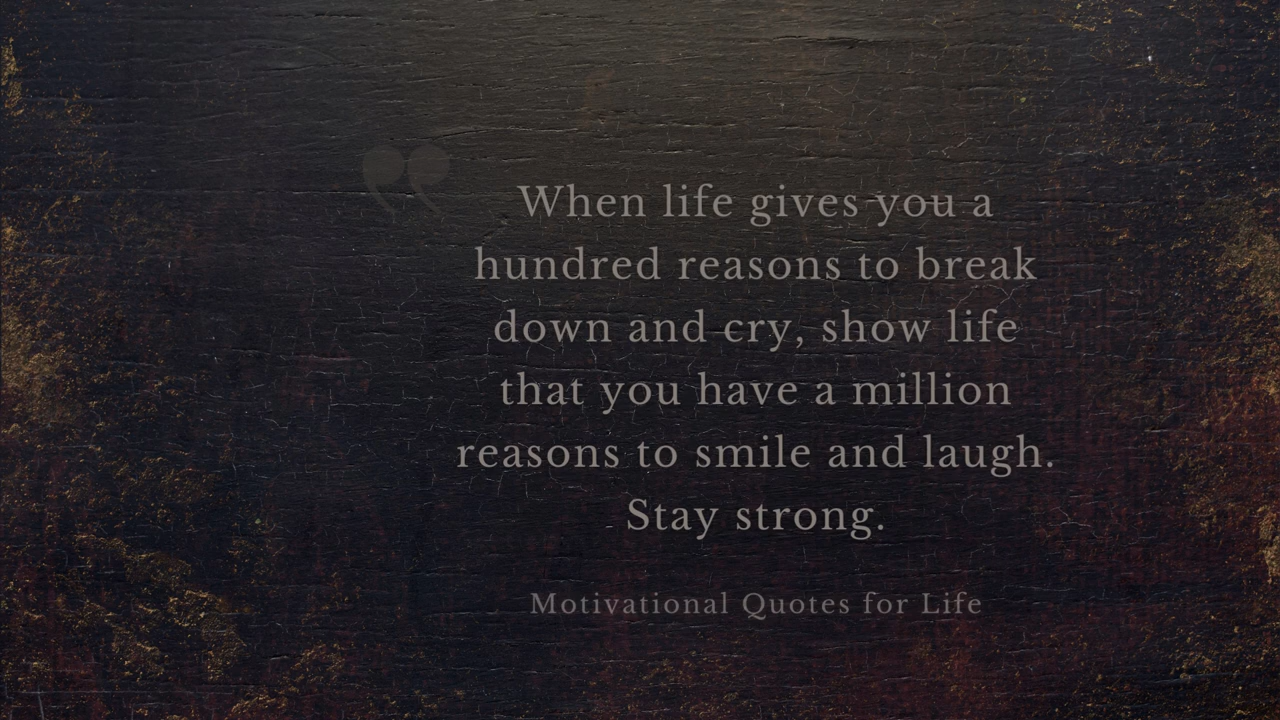 ”
When life gives you a
hundred reasons to break
down and cry, show life
that you have a million
reasons to smile and laugh.
Stay strong.
Motivational Quotes for Life